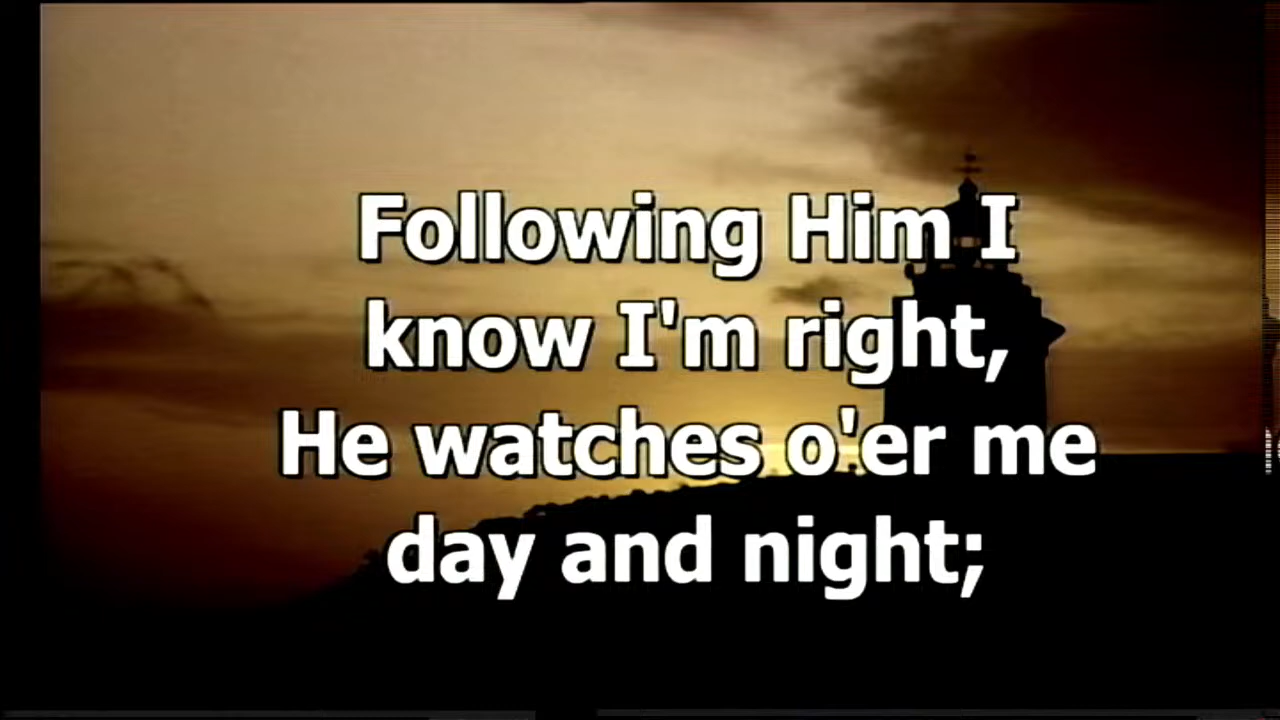 Following Him I
know I'm right,
He watches o'er me
day and night;